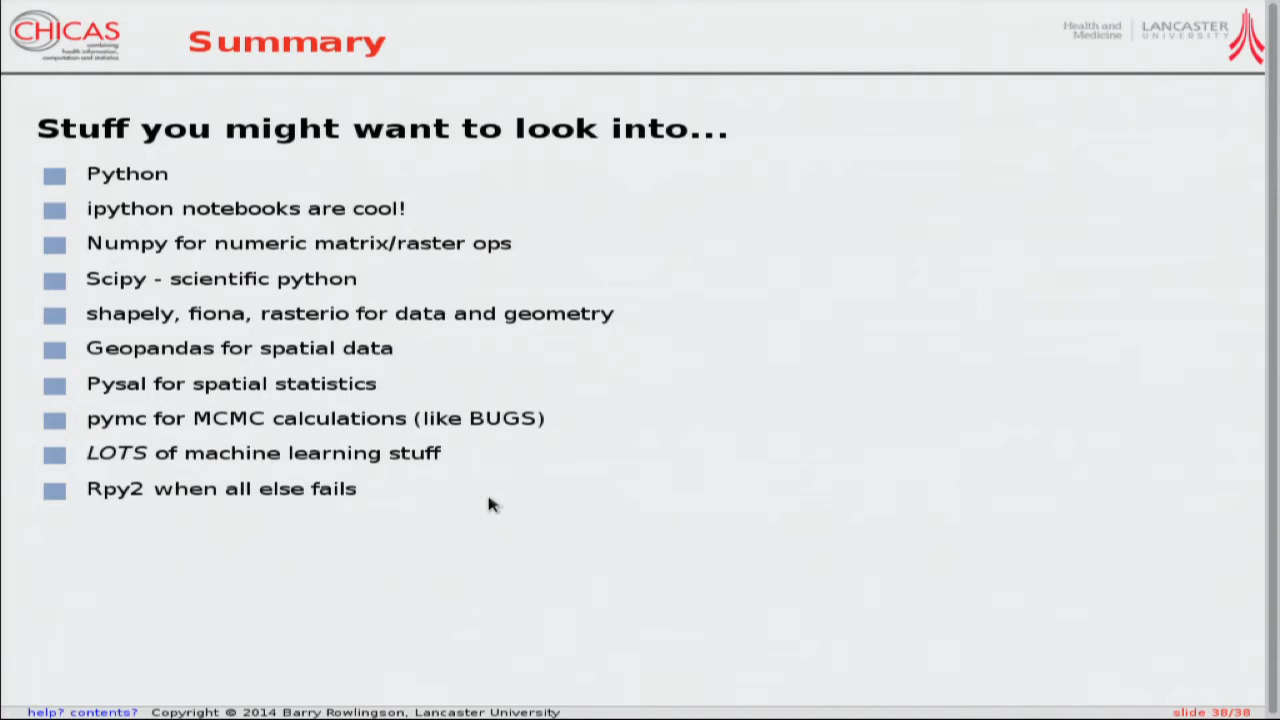 CHICAS
combining
health information,
computation and statistics
Summary
Health and
Medicine
LANCASTER
UNIVERSITY
Stuff you might want to look into...
Python
ipython notebooks are cool!
Numpy for numeric matrix/raster ops
Scipy - scientific python
shapely, fiona, rasterio for data and geometry
Geopandas for spatial data
Pysal for spatial statistics
pymc for MCMC calculations (like BUGS)
LOTS of machine learning stuff
Rpy2 when all else fails
help? contents? Copyright © 2014 Barry Rowlingson, Lancaster University
slide 38/38